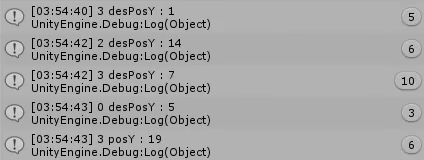 [03:54:40] 3 desPosY : 1
UnityEngine.Debug:Log(Object)
5
[03:54:42] 2 desPosY : 14
UnityEngine.Debug:Log(Object)
6
[03:54:42] 3 desPosY : 7
UnityEngine.Debug:Log(Object)
10
[03:54:43] 0 desPosY : 5
UnityEngine.Debug:Log(Object)
3
[03:54:43] 3 posY : 19
UnityEngine.Debug:Log(Object)
6